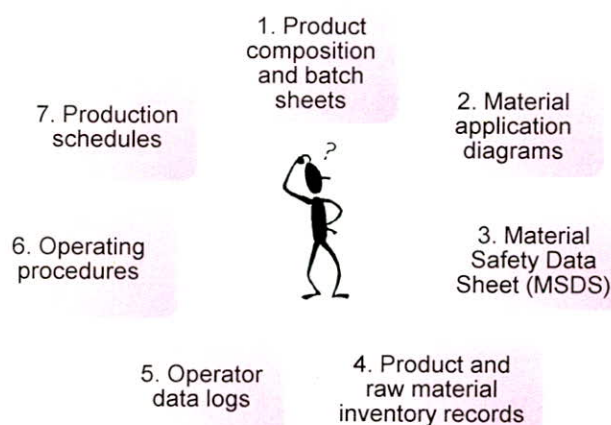 1. Product
composition
and batch
sheets
2. Material
application
diagrams
3. Material
Safety Data
Sheet (MSDS)
4. Product and
raw material
inventory records
5. Operator
data logs
6. Operating
procedures
7. Production
schedules
?